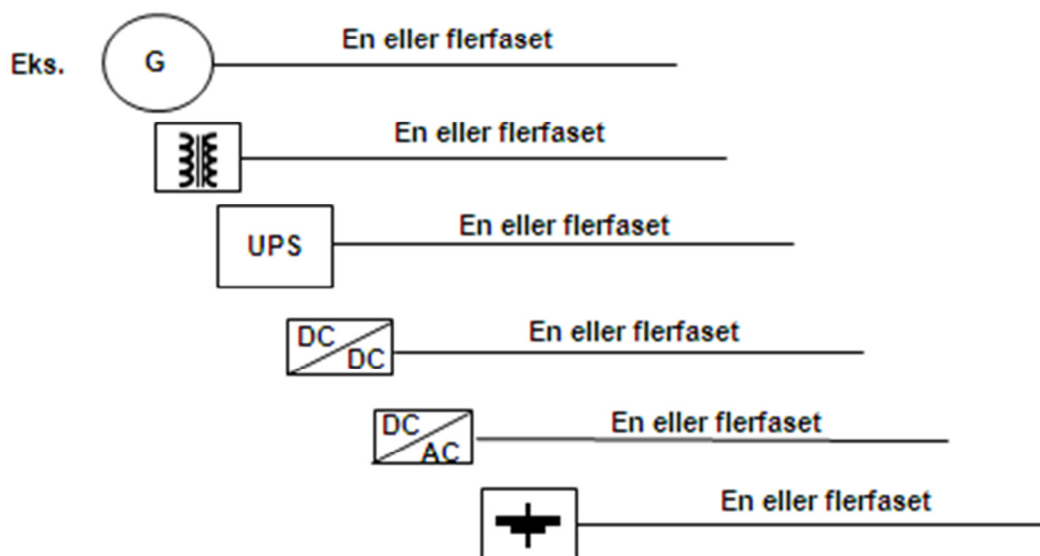 En eller flerfaset
Eks.
G
En eller flerfaset
UPS
En eller flerfaset
DC
DC
En eller flerfaset
DC
AC
En eller flerfaset
En eller flerfaset